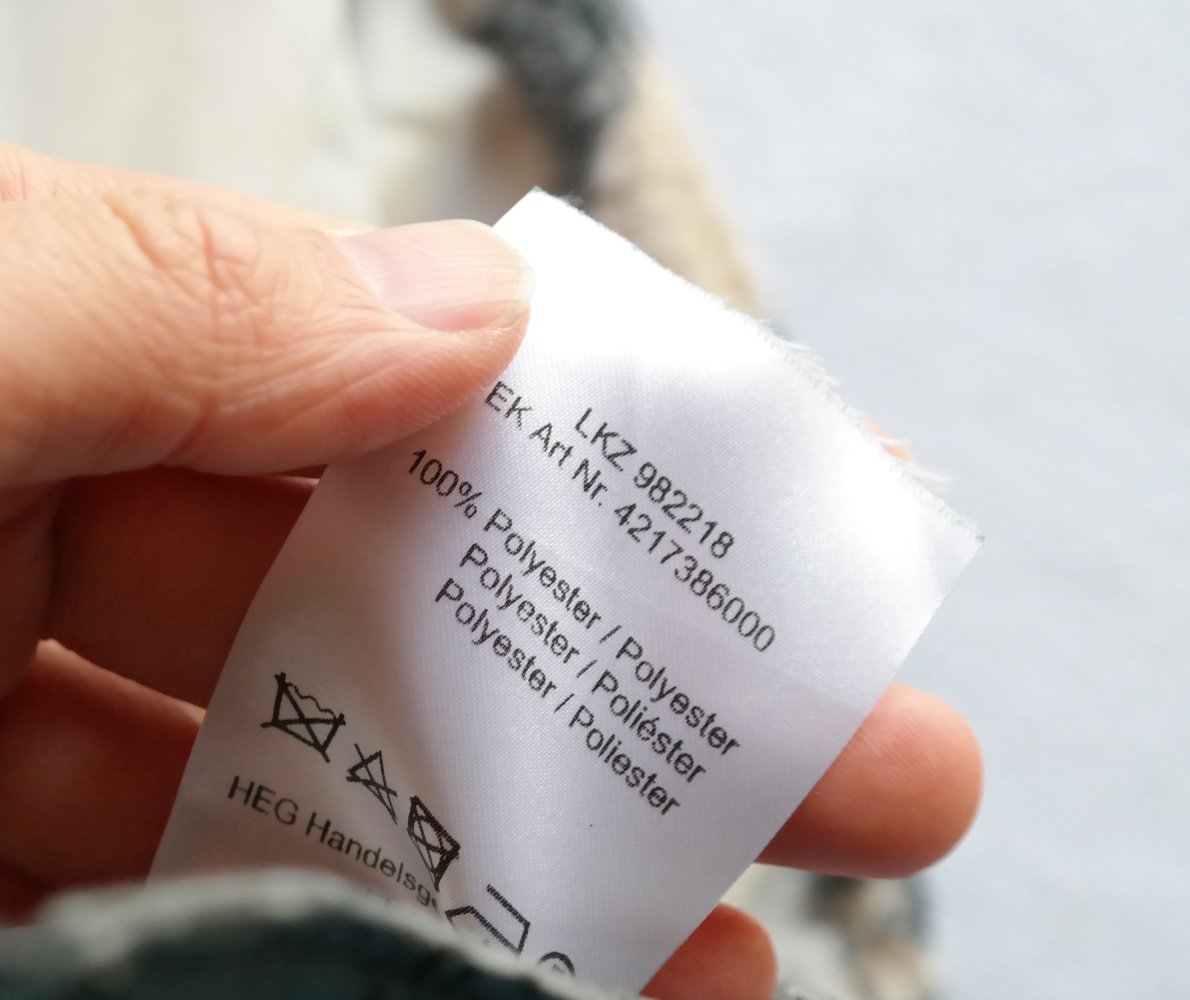 LKZ 982218
EK Art Nr. 4217386000
100% Polyester / Polyester
Polyester / Poliéster
Polyester / Poliester
HEG